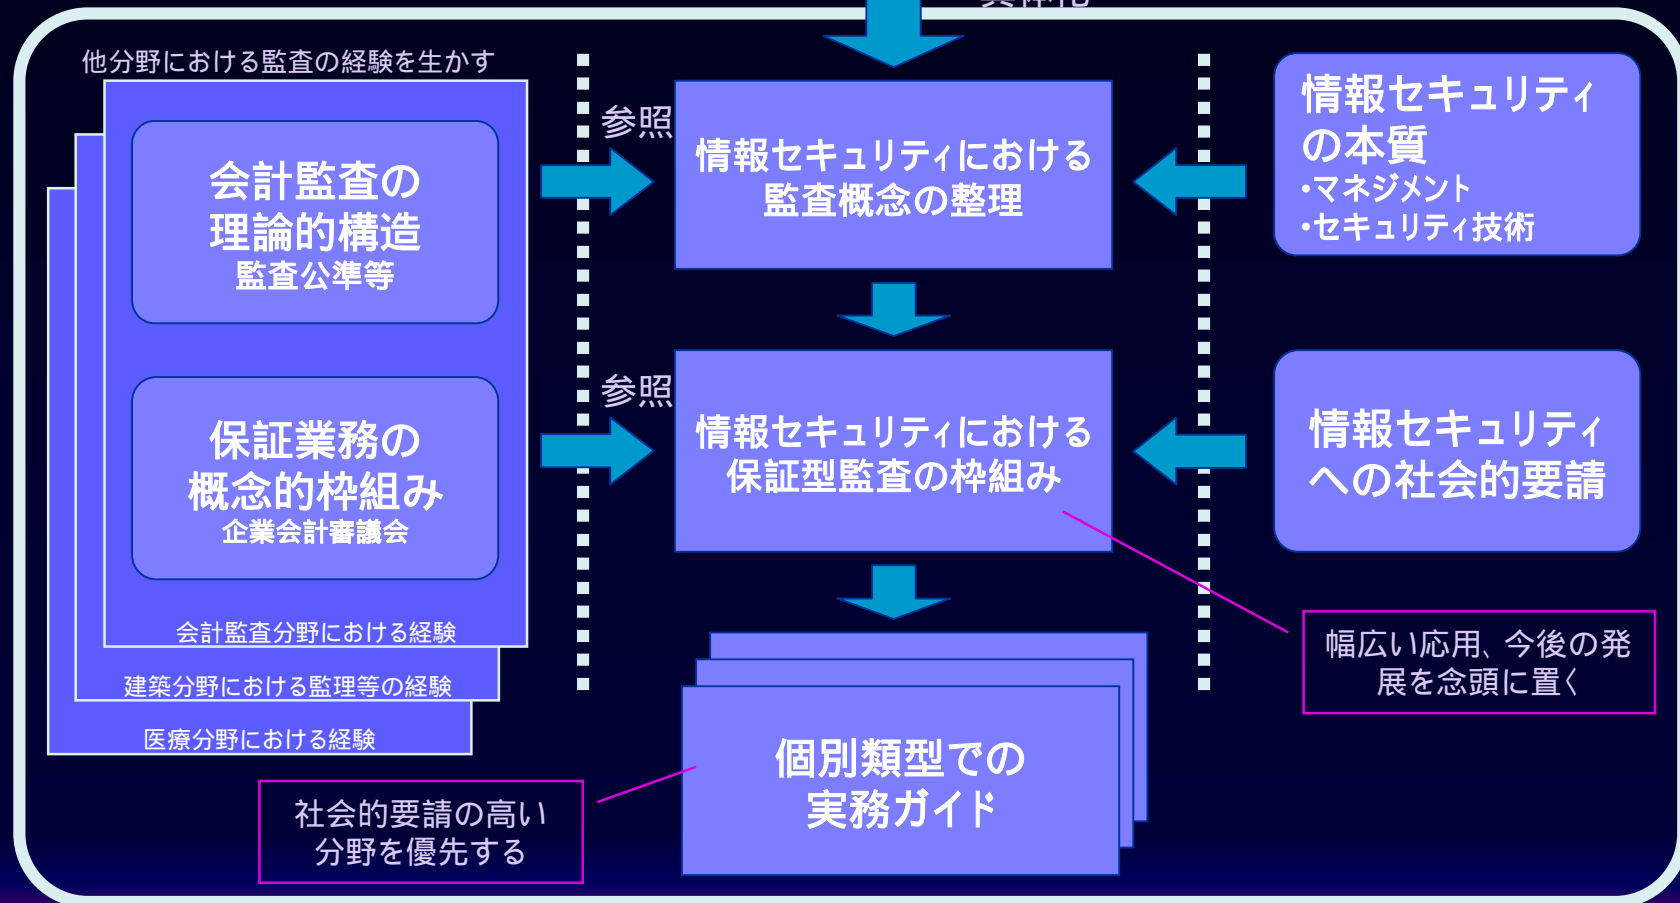 他分野における監査の経験を生かす
会計監査の
理論的構造
監査公準等
保証業務の
概念的枠組み
企業会計審議会
会計監査分野における経験
建築分野における監理等の経験
医療分野における経験
参照
情報セキュリティにおける
監査概念の整理
参照
情報セキュリティにおける
保証型監査の枠組み
個別類型での
実務ガイド
情報セキュリティ
の本質
・マネジメント
・セキュリティ技術
情報セキュリティ
への社会的要請
幅広い応用、今後の発
展を念頭に置く
社会的要請の高い
分野を優先する